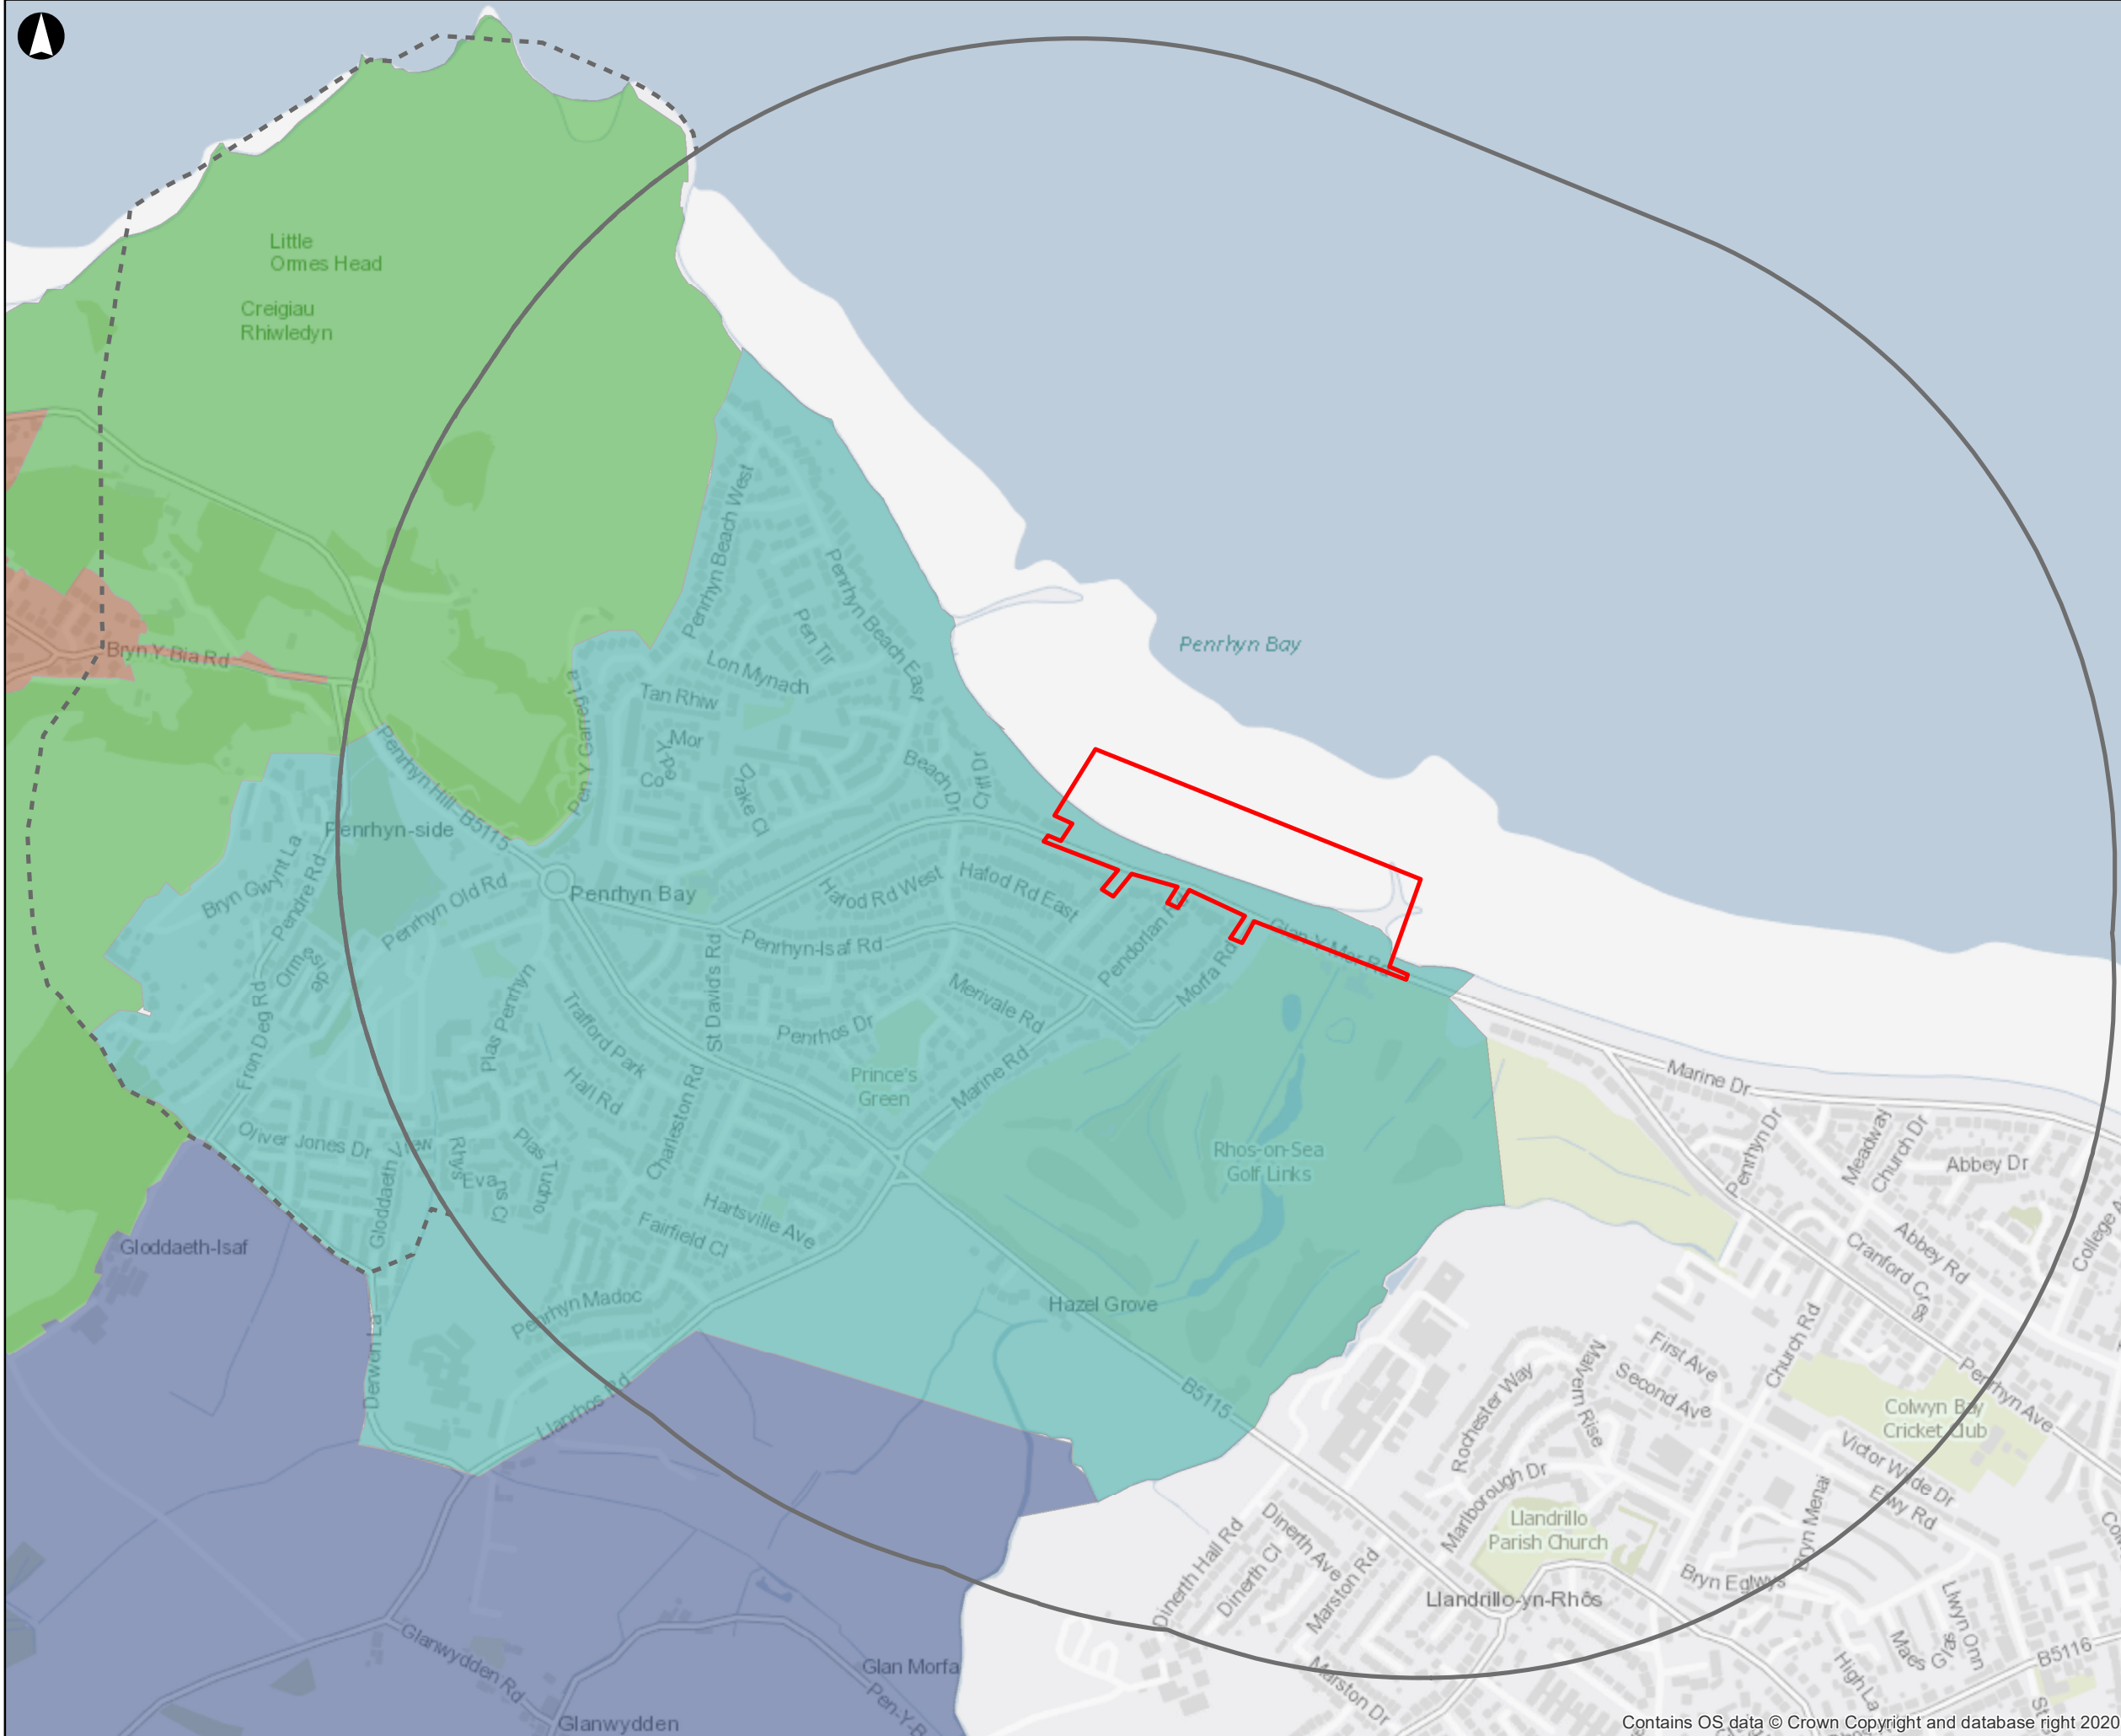 Little
Ormes Head
Creigiau
Rhiwledyn
Penrhyn Beach West
Penrhyn Bay
Penrhyn Beach East
Pen Tir
Bryn Y Bia Rd
Lon Mynach
Tan Rhiw
Pen Y Garreg La
Mor
Y-
Coed
Cliff Dr
Beach Dr
Drake Cl
Penrhyn Hill
B5115
Penrhyn-side
Bryn Gwynt La
Pendre Rd
Penrhyn Old Rd
Penrhyn Bay
Hafod Rd West
Hafod Rd East
Penrhyn-Isaf Rd
Pendorlan
Glan Y Mor Rd
Morfa Rd
Ormeside
St David's Rd
Merivale Rd
Plas Penrhyn
Trafford Park
Penrhos Dr
Fron Deg Rd
Hall Rd
Prince's
Green
Marine Rd
Marine Dr
Charleston Rd
Oliver Jones Dr
Gloddaeth View
Rhys
Evans Cl
Plas Tudno
Rhos-on-Sea
Golf Links
Penrhyn Dr
Meadway
Church Dr
Abbey Dr
College A
Hartsville Ave
Fairfield Cl
Gloddaeth-Isaf
Abbey Rd
Cranford Cres
Penrhyn Madoc
Hazel Grove
Derwen La
Llanrhos Rd
B5115
First Ave
Second Ave
Malvern Rise
Rochester Way
Church Rd
Penrhyn Ave
Colwyn Bay
Cricket Club
Victor Wilde Dr
Elwy Rd
Marlborough Dr
Bryn Menai
Llandrillo
Parish Church
Dinerth Hall Rd
Dinerth Ave
Dinerth Cl
Marston Rd
Bryn Eglwys
Llandrillo-yn-Rhôs
Llwyn Onn
Maes Glas
High La
B5116
Glanwydden Rd
Glan Morfa
Pen-Y-B
Marston Dr
St
Glanwydden
Contains OS data © Crown Copyright and database right 2020